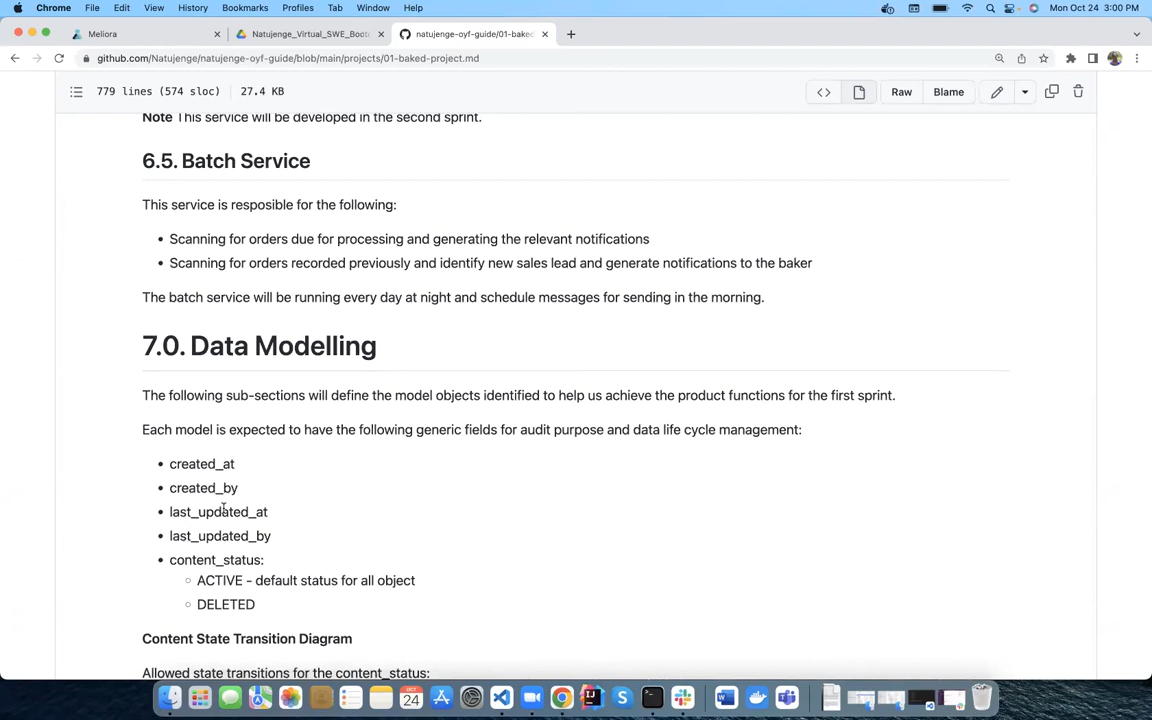 Chrome File Edit View History Bookmarks Profiles Tab Window Help Mon Oct 24 3:00 PM
Meliora Natujenge_Virtual_SWE_Boot natujenge-oyf-guide/01-baked
github.com/Natujenge/natujenge-oyf-guide/blob/main/projects/01-baked-project.md
779 lines (574 sloc) 27.4 KB Raw Blame
Note This service will be developed in the second sprint.
6.5. Batch Service
This service is resposible for the following:
Scanning for orders due for processing and generating the relevant notifications
Scanning for orders recorded previously and identify new sales lead and generate notifications to the baker
The batch service will be running every day at night and schedule messages for sending in the morning.
7.0. Data Modelling
The following sub-sections will define the model objects identified to help us achieve the product functions for the first sprint.
Each model is expected to have the following generic fields for audit purpose and data life cycle management:
created_at
created_by
last_updated_at
last_updated_by
content_status:
ACTIVE - default status for all object
DELETED
Content State Transition Diagram
Allowed state transitions for the content_status:
OCT
24